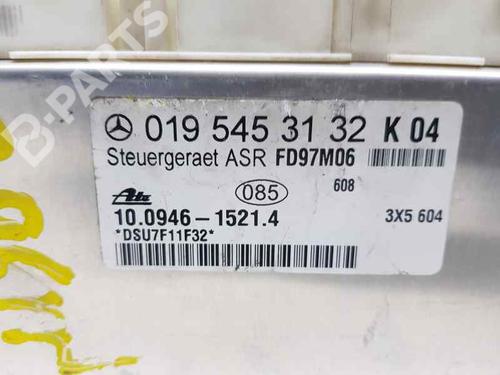 B-PARTS
019 545 31 32 K 04
Steuergeraet ASR FD97M06
085
608
Ate
10.0946-1521.4
3X5 604
*DSU7F11F32*